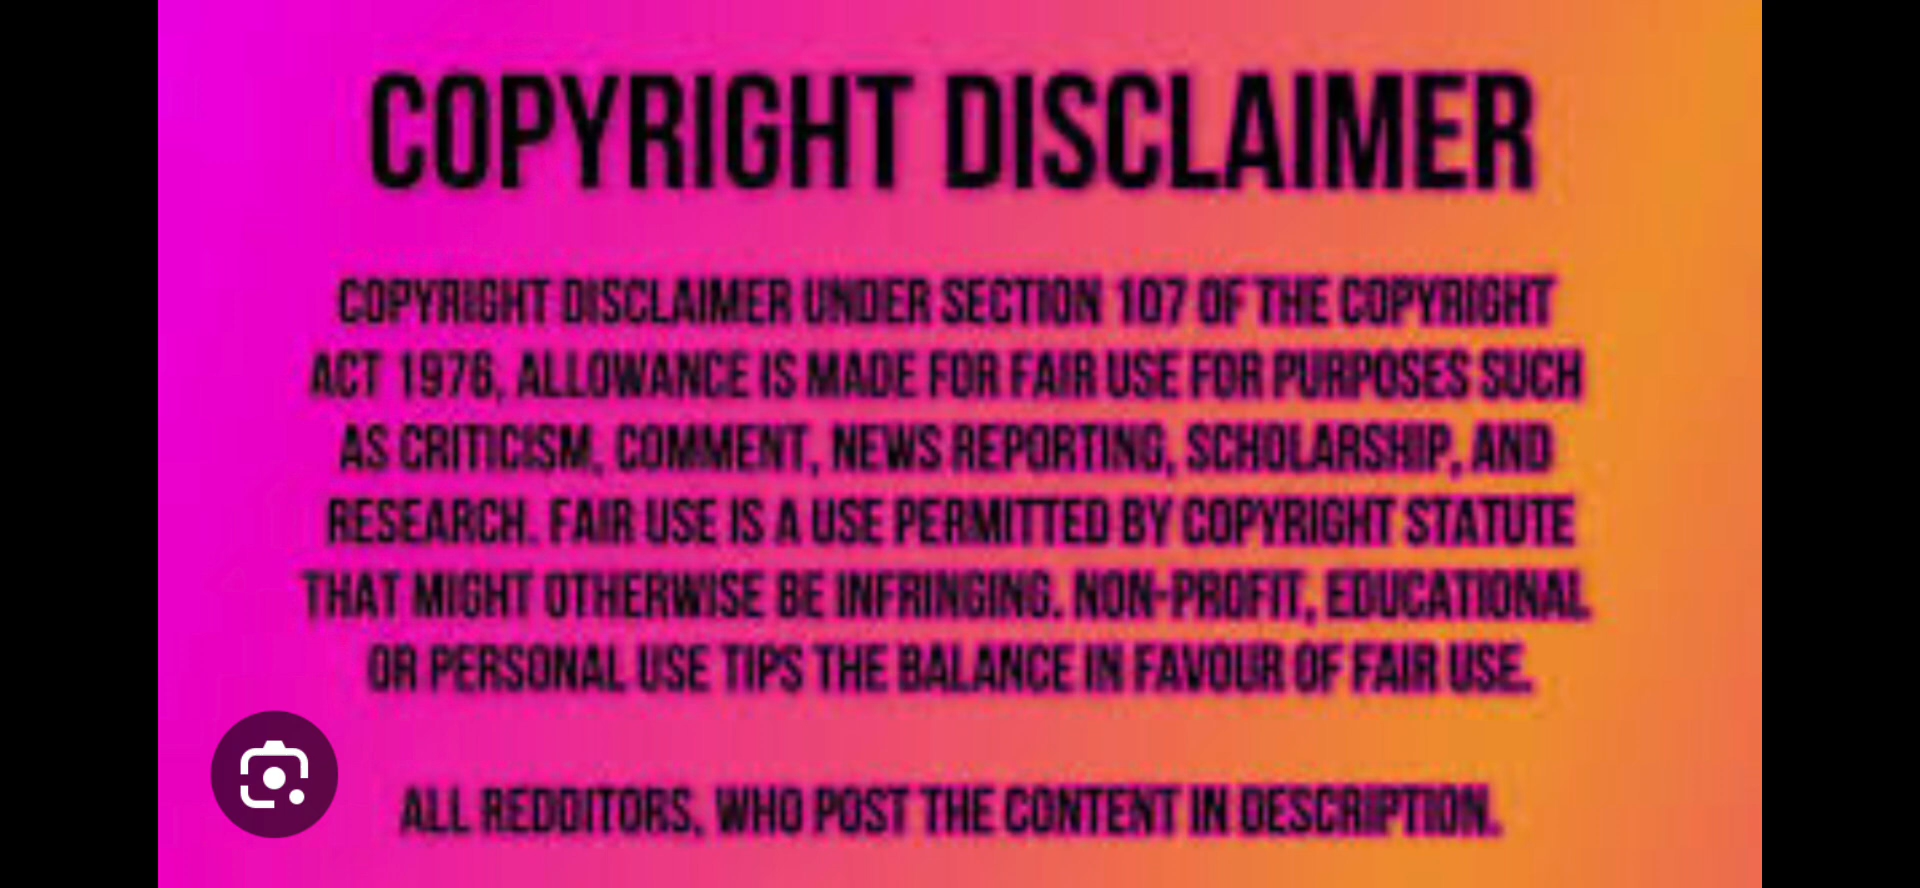 COPYRIGHT DISCLAIMER
COPYRIGHT DISCLAIMER UNDER SECTION 107 OF THE COPYRIGHT
ACT 1976, ALLOWANCE IS MADE FOR FAIR USE FOR PURPOSES SUCH
AS CRITICISM, COMMENT, NEWS REPORTING, SCHOLARSHIP, AND
RESEARCH. FAIR USE IS A USE PERMITTED BY COPYRIGHT STATUTE
THAT MIGHT OTHERWISE BE INFRINGING. NON-PROFIT, EDUCATIONAL
OR PERSONAL USE TIPS THE BALANCE IN FAVOUR OF FAIR USE.
ALL REDDITORS, WHO POST THE CONTENT IN DESCRIPTION.